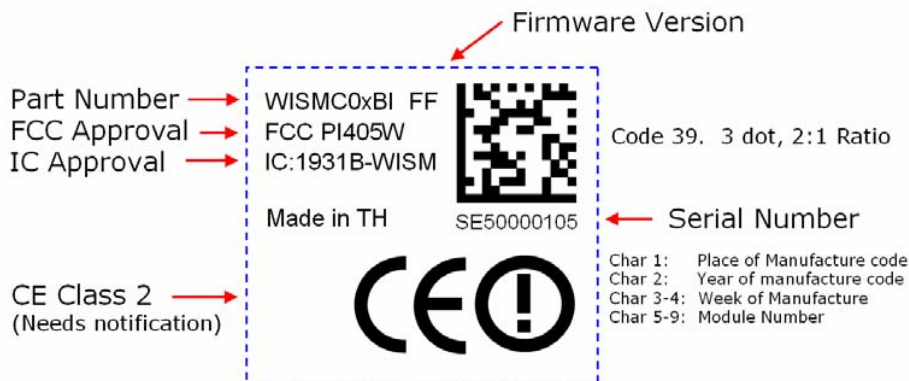 Firmware Version
Part Number
WISMC0xBI FF
FCC Approval
FCC PI405W
Code 39. 3 dot, 2:1 Ratio
IC Approval
IC:1931B-WISM
Made in TH
SE50000105
Serial Number
Char 1: Place of Manufacture code
Char 2: Year of manufacture code
Char 3-4: Week of Manufacture
Char 5-9: Module Number
CE Class 2
(Needs notification)
CE